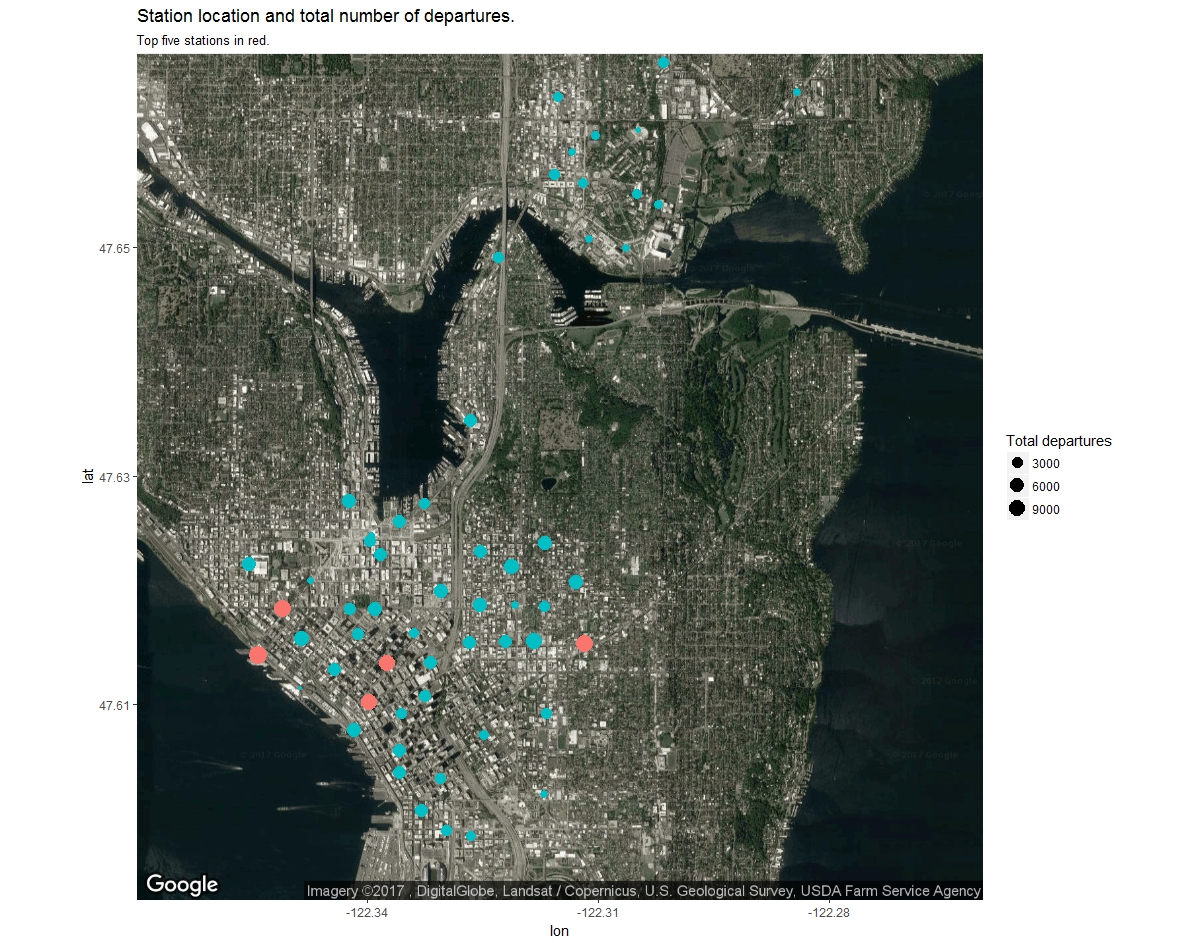 Station location and total number of departures.
Top five stations in red.
47.65
47.63
47.61
lat
-122.34
-122.31
-122.28
lon
Total departures
3000
6000
9000
Google
Imagery ©2017 , DigitalGlobe, Landsat / Copernicus, U.S. Geological Survey, USDA Farm Service Agency